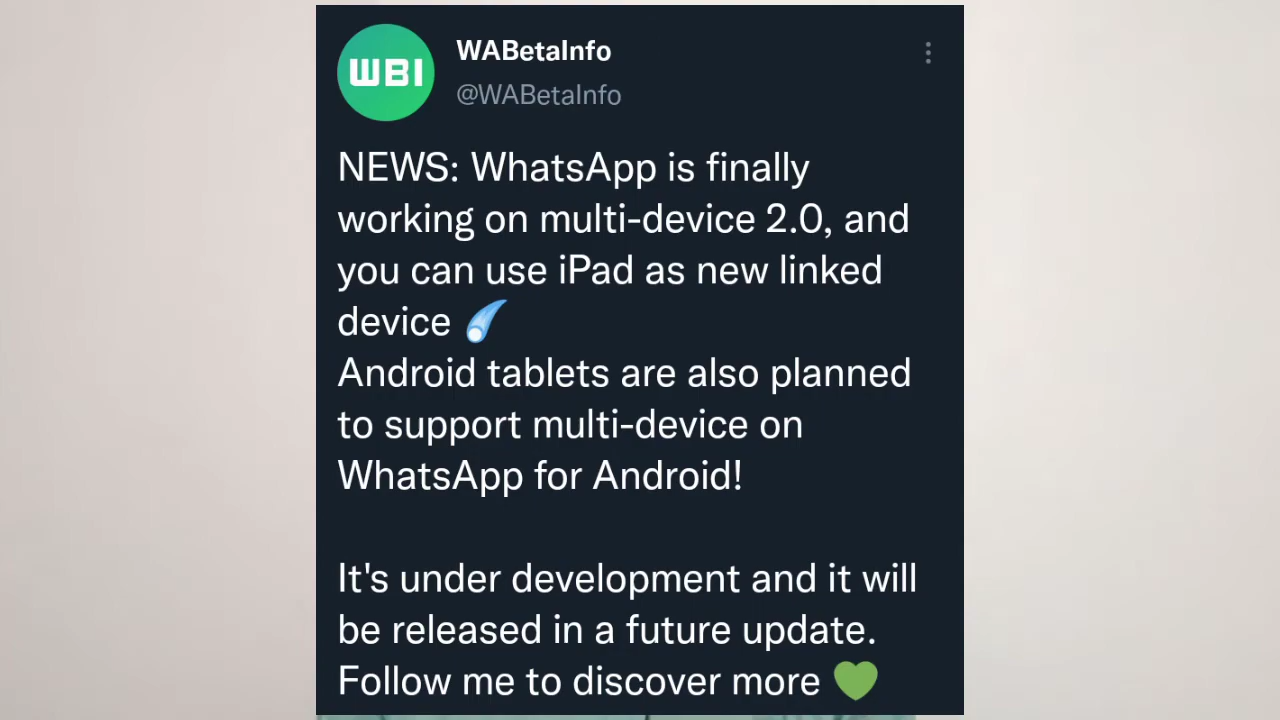 WBI
WABetaInfo
@WABetaInfo
NEWS: WhatsApp is finally
working on multi-device 2.0, and
you can use iPad as new linked
device ☄️
Android tablets are also planned
to support multi-device on
WhatsApp for Android!
It's under development and it will
be released in a future update.
Follow me to discover more 💚